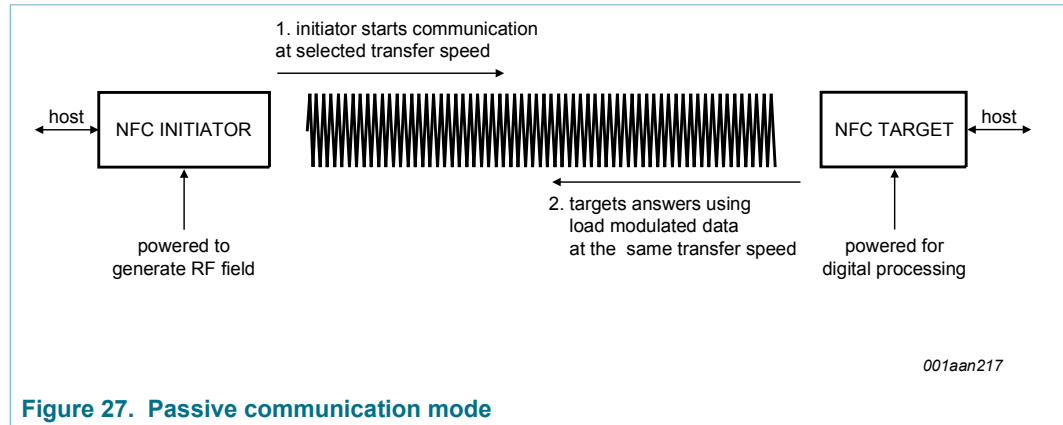 1. initiator starts communication
at selected transfer speed
host
NFC INITIATOR
NFC TARGET
host
2. targets answers using
load modulated data
at the same transfer speed
powered to
generate RF field
powered for
digital processing
001aan217
Figure 27. Passive communication mode